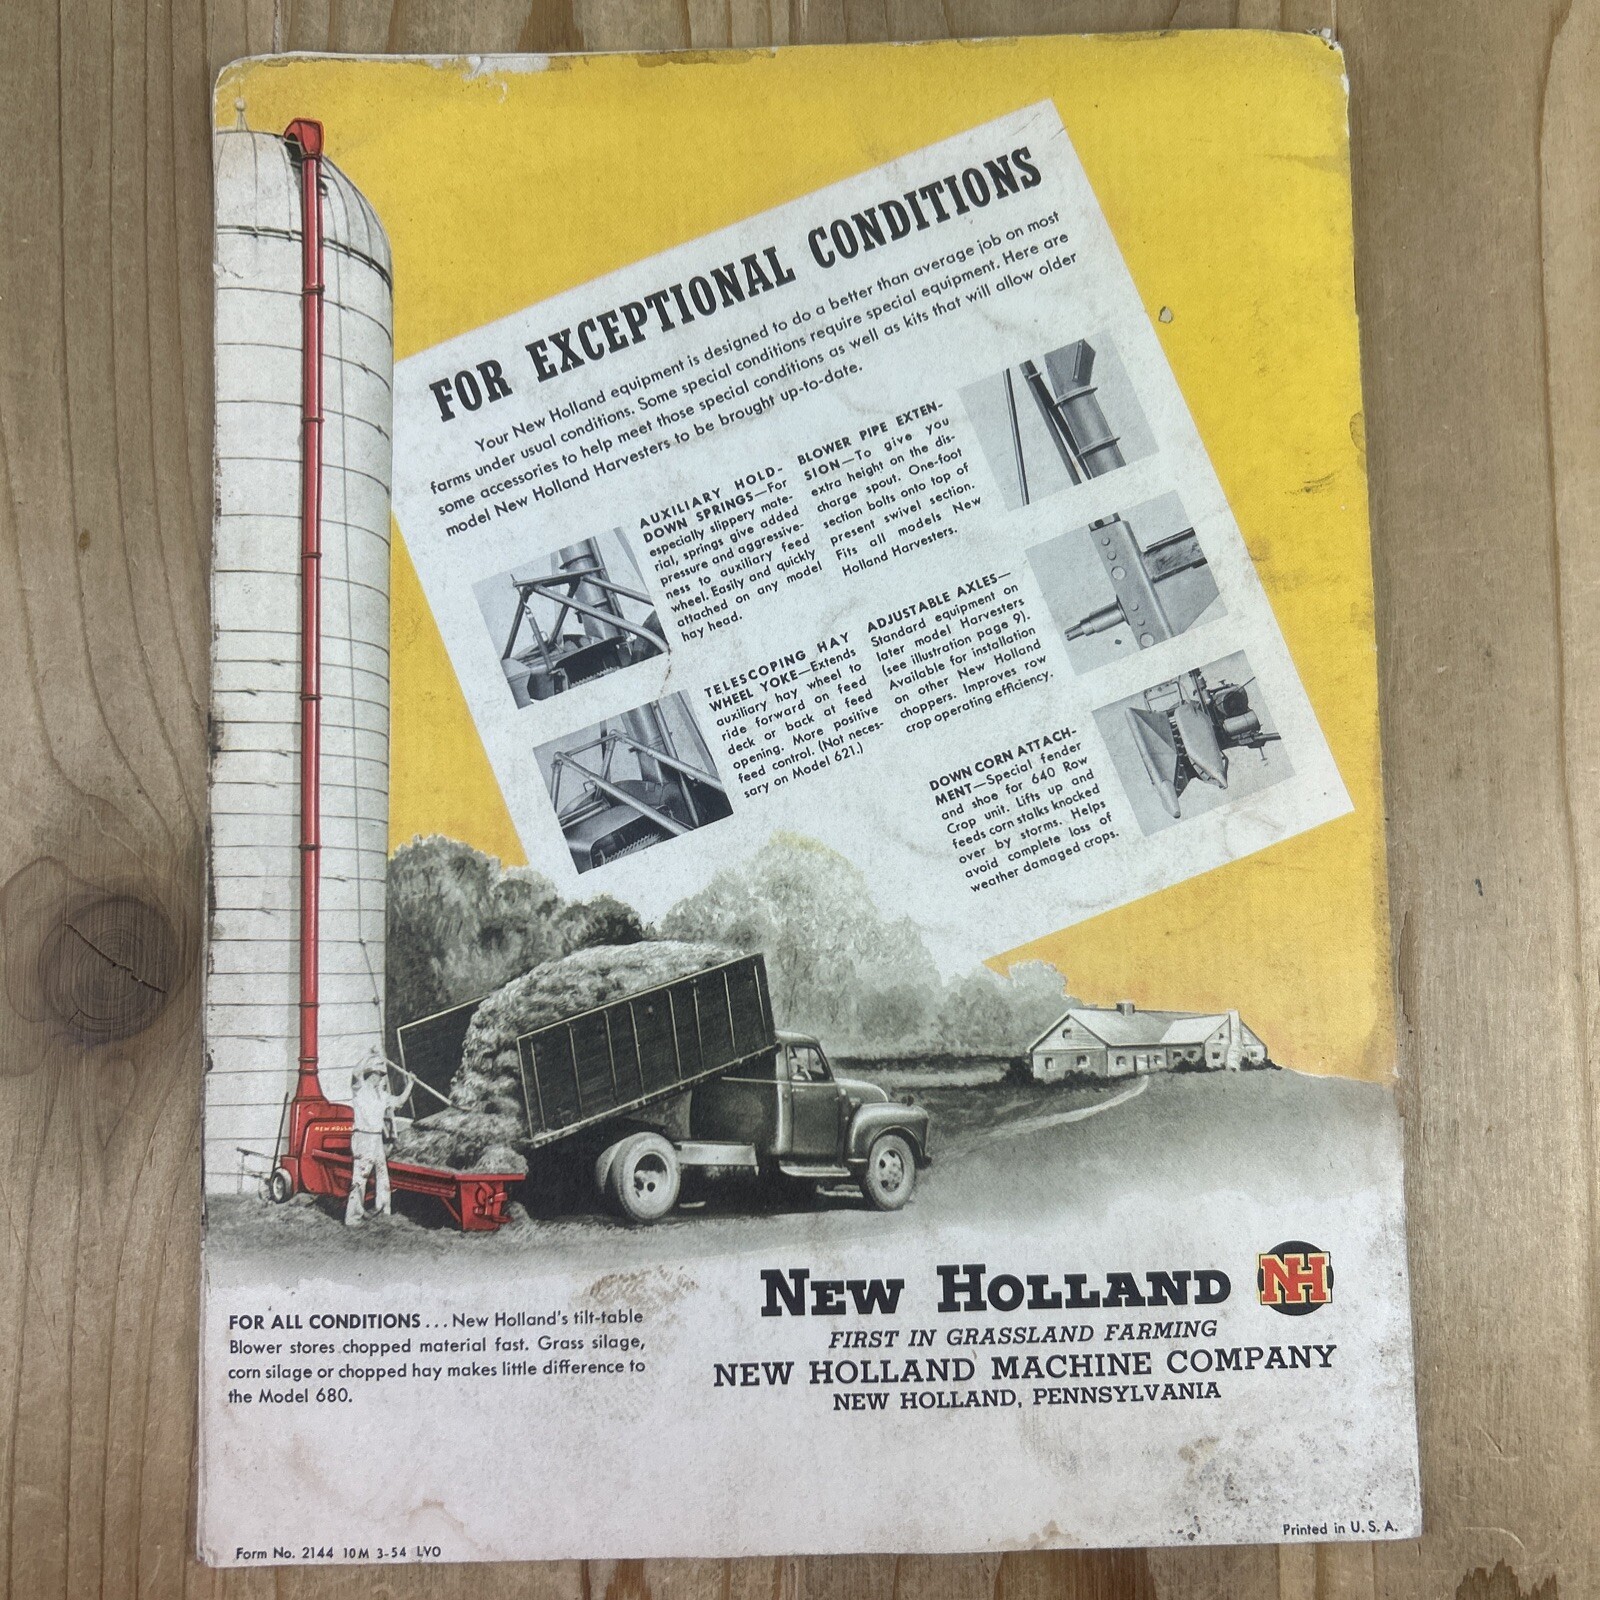 FOR EXCEPTIONAL CONDITIONS
Your New Holland equipment is designed to do a better than average job on most
farms under usual conditions. Some special conditions require special equipment. Here are
some accessories to help meet those special conditions as well as kits that will allow older
model New Holland Harvesters to be brought up-to-date.
AUXILIARY HOLD-
DOWN SPRINGS—For
especially slippery mate-
rial, springs give added
pressure and aggressive-
ness to auxiliary feed
wheel. Easily and quickly
attached on any model
hay head.
BLOWER PIPE EXTEN-
SION—To give you
extra height on the dis-
charge spout. One-foot
section bolts onto top of
present swivel section.
Fits all models New
Holland Harvesters.
TELESCOPING HAY
WHEEL YOKE—Extends
auxiliary hay wheel to
ride forward on feed
deck or back at feed
opening. More positive
feed control. (Not neces-
sary on Model 621.)
ADJUSTABLE AXLES—
Standard equipment on
later model Harvesters
(see illustration page 9).
Available for installation
on other New Holland
choppers. Improves row
crop operating efficiency.
DOWN CORN ATTACH-
MENT—Special fender
and shoe for 640 Row
Crop unit. Lifts up and
feeds corn stalks knocked
over by storms. Helps
avoid complete loss of
weather damaged crops.
NEW HOLLAND
FOR ALL CONDITIONS . . . New Holland's tilt-table
Blower stores chopped material fast. Grass silage,
corn silage or chopped hay makes little difference to
the Model 680.
NEW HOLLAND NH
FIRST IN GRASSLAND FARMING
NEW HOLLAND MACHINE COMPANY
NEW HOLLAND, PENNSYLVANIA
Form No. 2144 10M 3-54 LVO
Printed in U. S. A.